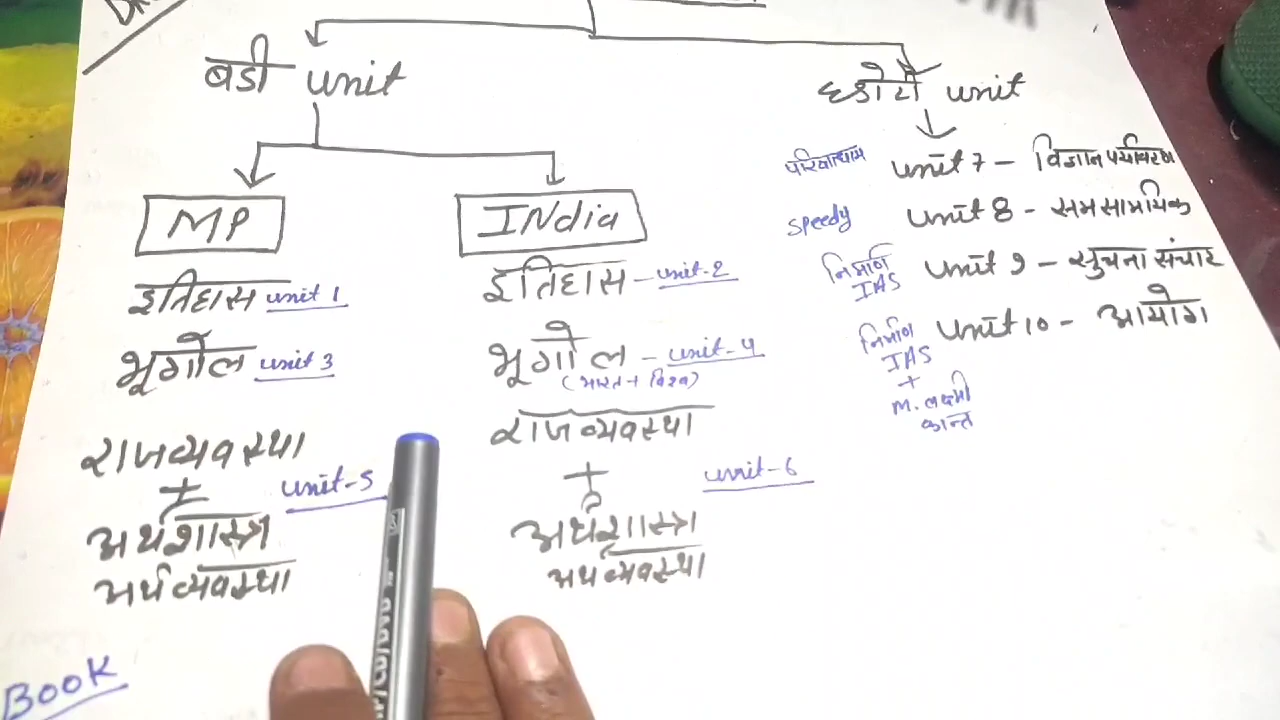 बडी unit
छोटी unit
MP
INdia
इतिहास unit 1
भूगोल unit 3
राजव्यवस्था
+
unit-5
अर्थशास्त्र
अर्थव्यवस्था
इतिहास - unit-2
भूगोल - unit-4
(भारत + विश्व)
राजव्यवस्था
+
unit-6
अर्थशास्त्र
अर्थव्यवस्था
unit 7 - विज्ञान पर्यावरण
speedy unit 8 - समसामयिक
निर्माण IAS unit 9 - सुचना संचार
निर्माण IAS unit 10 - आयोग
+
M. लक्ष्मी
कान्त
BOOK